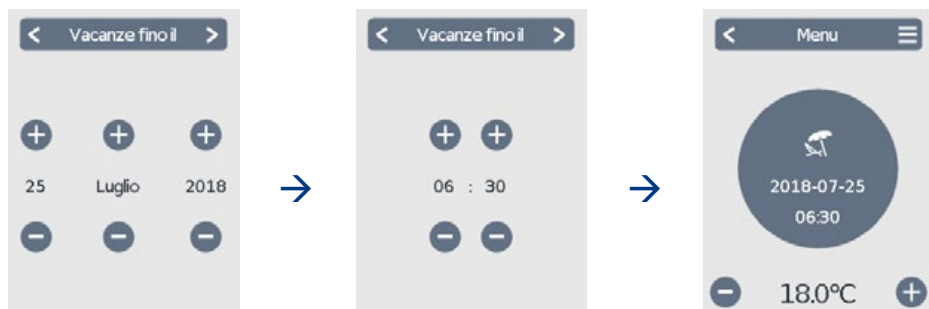 Vacanze fino il
25 Luglio 2018
Vacanze fino il
06 : 30
Menu
2018-07-25
06:30
18.0°C